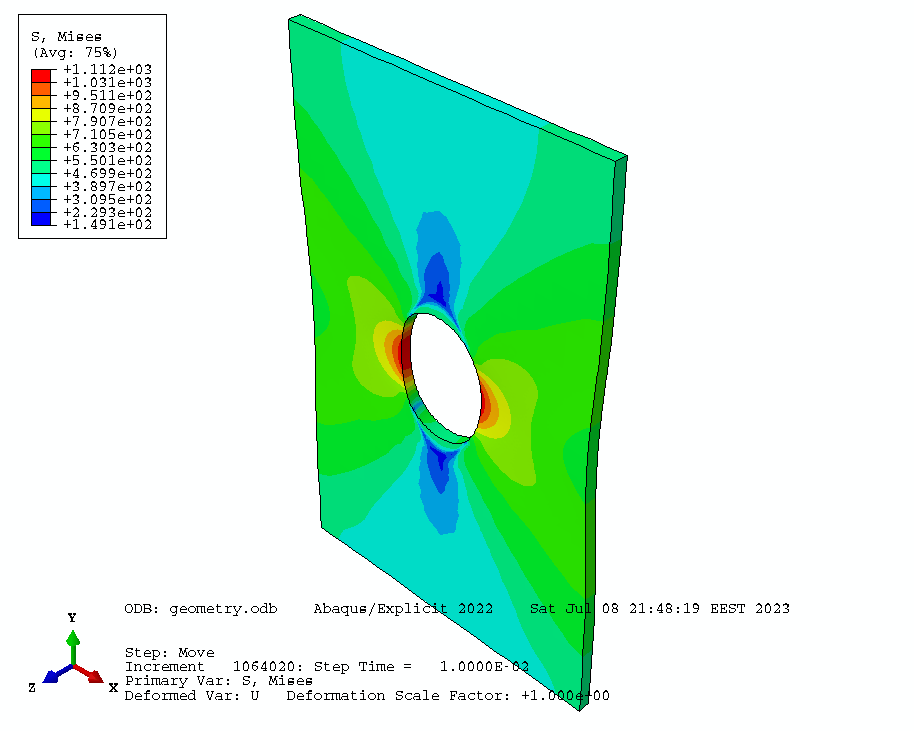 S, Mises
(Avg: 75%)
+1.112e+03
+1.031e+03
+9.511e+02
+8.709e+02
+7.907e+02
+7.105e+02
+6.303e+02
+5.501e+02
+4.699e+02
+3.897e+02
+3.095e+02
+2.293e+02
+1.491e+02
ODB: geometry.odb    Abaqus/Explicit 2022    Sat Jul 08 21:48:19 EEST 2023
Y
Z
X
Step: Move
Increment   1064020: Step Time =   1.0000E-02
Primary Var: S, Mises
Deformed Var: U   Deformation Scale Factor: +1.000e+00